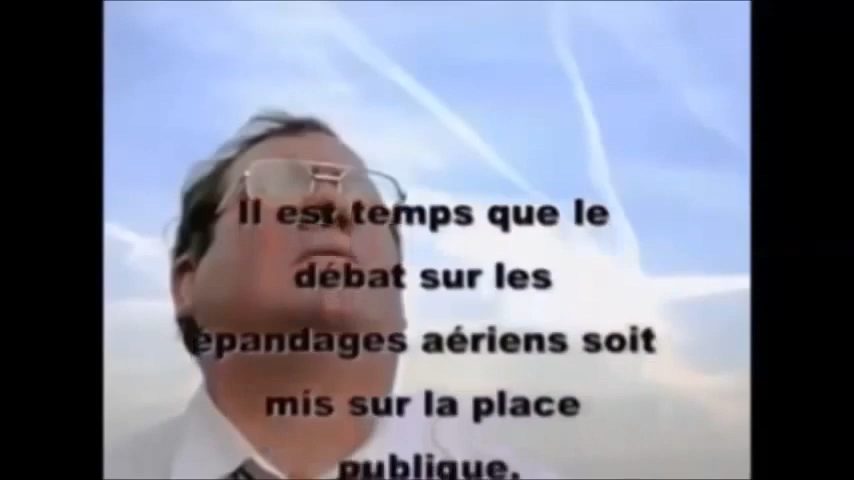 Il est temps que le
débat sur les
épandages aériens soit
mis sur la place
publique.